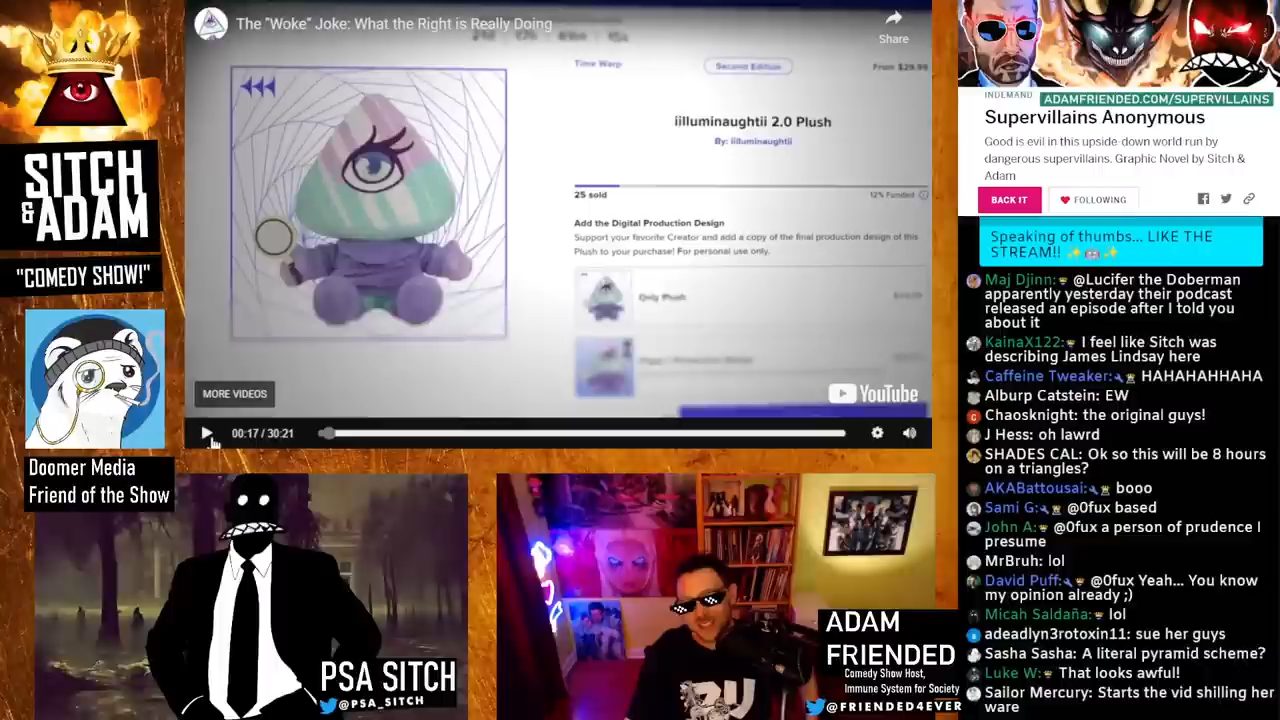 SITCH
& ADAM
"COMEDY SHOW!"
Doomer Media
Friend of the Show
The "Woke" Joke: What the Right is Really Doing
Share
Time Warp
Second Edition
From $29.99
iilluminaughtii 2.0 Plush
By: iilluminaughtii
25 sold
12% Funded
Add the Digital Production Design
Support your favorite Creator and add a copy of the final production design of this
Plush to your purchase! For personal use only.
Only Plush
MORE VIDEOS
YouTube
00:17 / 30:21
PSA SITCH
@PSA_SITCH
ADAM
FRIENDED
Comedy Show Host,
Immune System for Society
@FRIENDED4EVER
INDEMAND
ADAMFRIENDED.COM/SUPERVILLAINS
Supervillains Anonymous
Good is evil in this upside-down world run by
dangerous supervillains. Graphic Novel by Sitch &
Adam
BACK IT
FOLLOWING
Speaking of thumbs... LIKE THE
STREAM!! ✨🤖✨
Maj Djinn: @Lucifer the Doberman
apparently yesterday their podcast
released an episode after I told you
about it
KainaX122: I feel like Sitch was
describing James Lindsay here
Caffeine Tweaker: HAHAHAHHAHA
Alburp Catstein: EW
Chaosknight: the original guys!
J Hess: oh lawrd
SHADES CAL: Ok so this will be 8 hours
on a triangles?
AKABattousai: booo
Sami G: @0fux based
John A: @0fux a person of prudence I
presume
MrBruh: lol
David Puff: @0fux Yeah... You know
my opinion already ;)
Micah Saldaña: lol
adeadlyn3rotoxin11: sue her guys
Sasha Sasha: A literal pyramid scheme?
Luke W: That looks awful!
Sailor Mercury: Starts the vid shilling her
ware